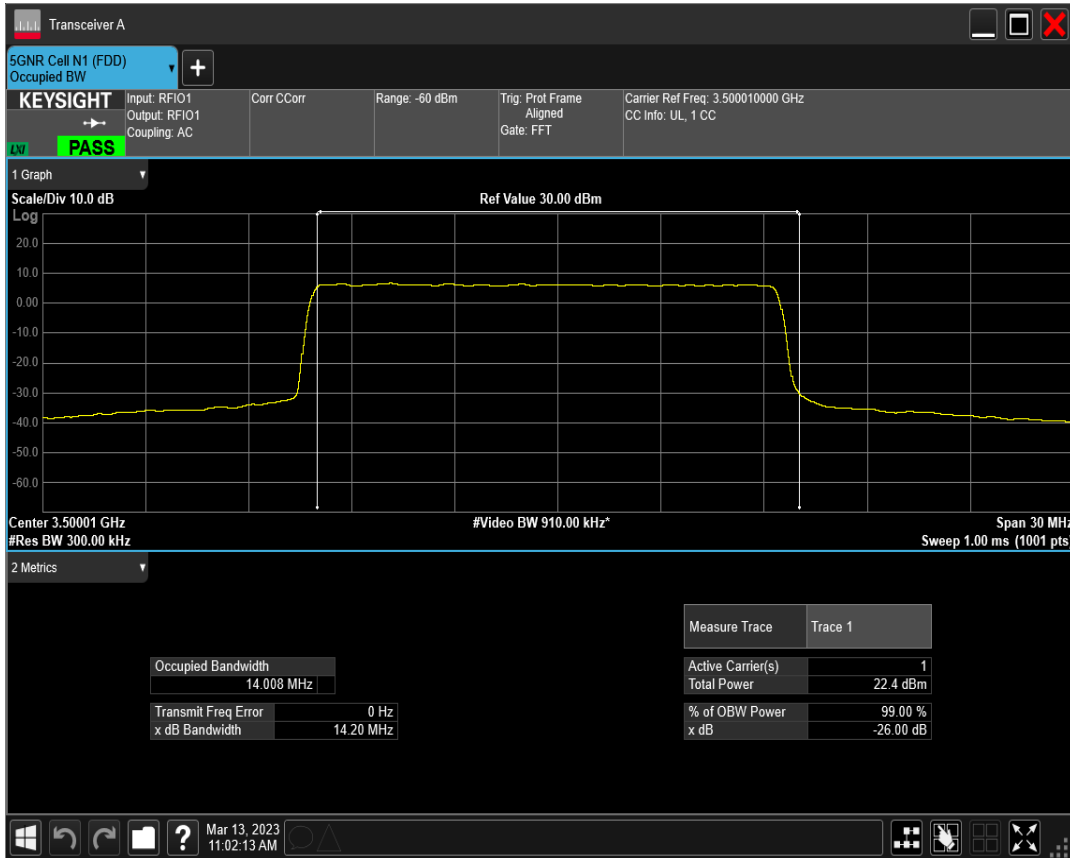 Transceiver A
5GNR Cell N1 (FDD)
Occupied BW
+
KEYSIGHT
LXI
PASS
Input: RFIO1
Output: RFIO1
Coupling: AC
Corr CCorr
Range: -60 dBm
Trig: Prot Frame
Aligned
Gate: FFT
Carrier Ref Freq: 3.500010000 GHz
CC Info: UL, 1 CC
1 Graph
Scale/Div 10.0 dB
Ref Value 30.00 dBm
Log
20.0
10.0
0.00
-10.0
-20.0
-30.0
-40.0
-50.0
-60.0
Center 3.50001 GHz
#Video BW 910.00 kHz*
Span 30 MHz
#Res BW 300.00 kHz
Sweep 1.00 ms (1001 pts)
2 Metrics
Measure Trace Trace 1
Occupied Bandwidth
14.008 MHz
Active Carrier(s) 1
Total Power 22.4 dBm
Transmit Freq Error 0 Hz
x dB Bandwidth 14.20 MHz
% of OBW Power 99.00 %
x dB -26.00 dB
?
Mar 13, 2023
11:02:13 AM